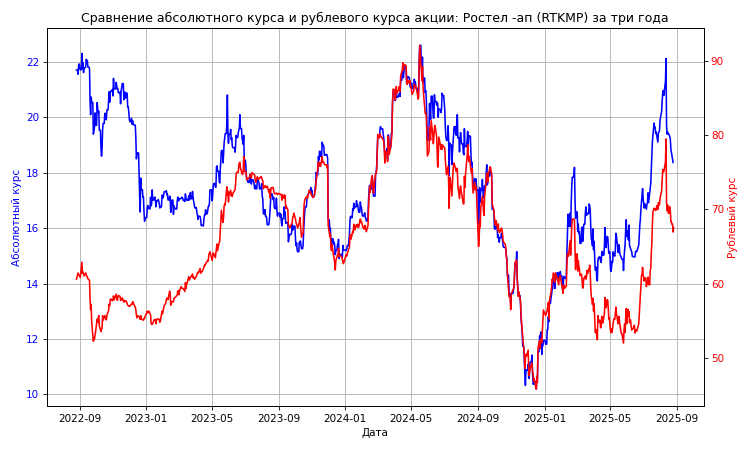 Сравнение абсолютного курса и рублевого курса акции: Ростел -ап (RTKMP) за три года
22
20
18
16
14
12
10
Абсолютный курс
90
80
70
60
50
Рублевый курс
2022-09 2023-01 2023-05 2023-09 2024-01 2024-05 2024-09 2025-01 2025-05 2025-09
Дата